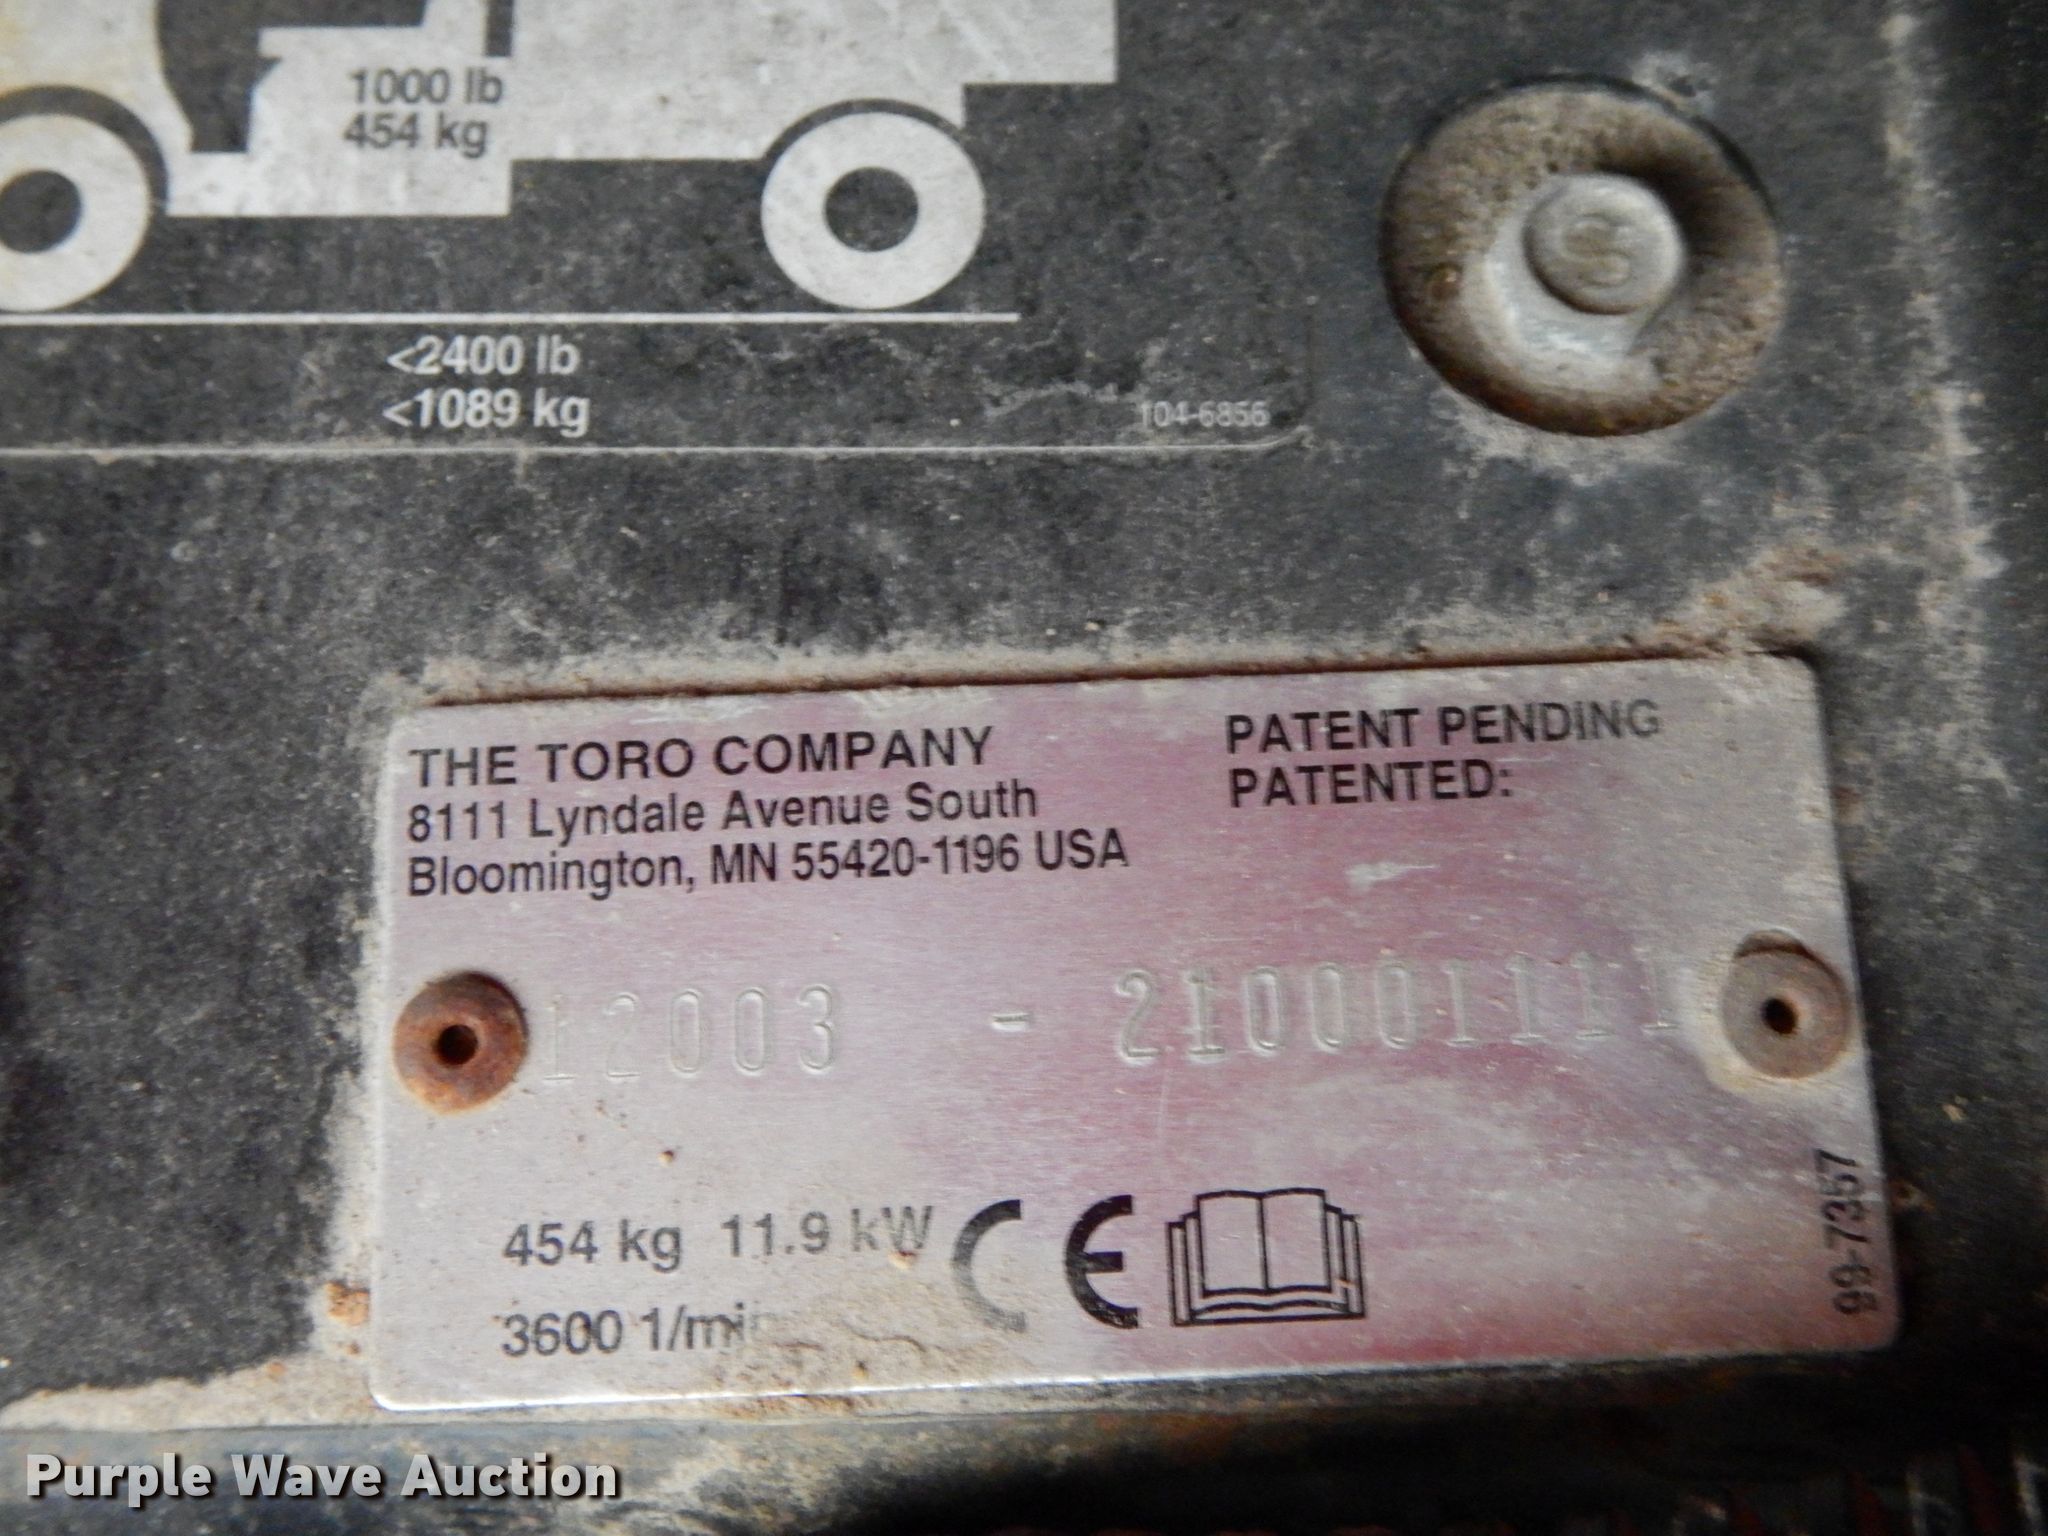 1000 lb
454 kg
<2400 lb
<1089 kg
104-6856
S
THE TORO COMPANY
8111 Lyndale Avenue South
Bloomington, MN 55420-1196 USA
PATENT PENDING
PATENTED:
12003 - 210001111
454 kg 11.9 kW
3600 1/min
CE
99-7357
Purple Wave Auction